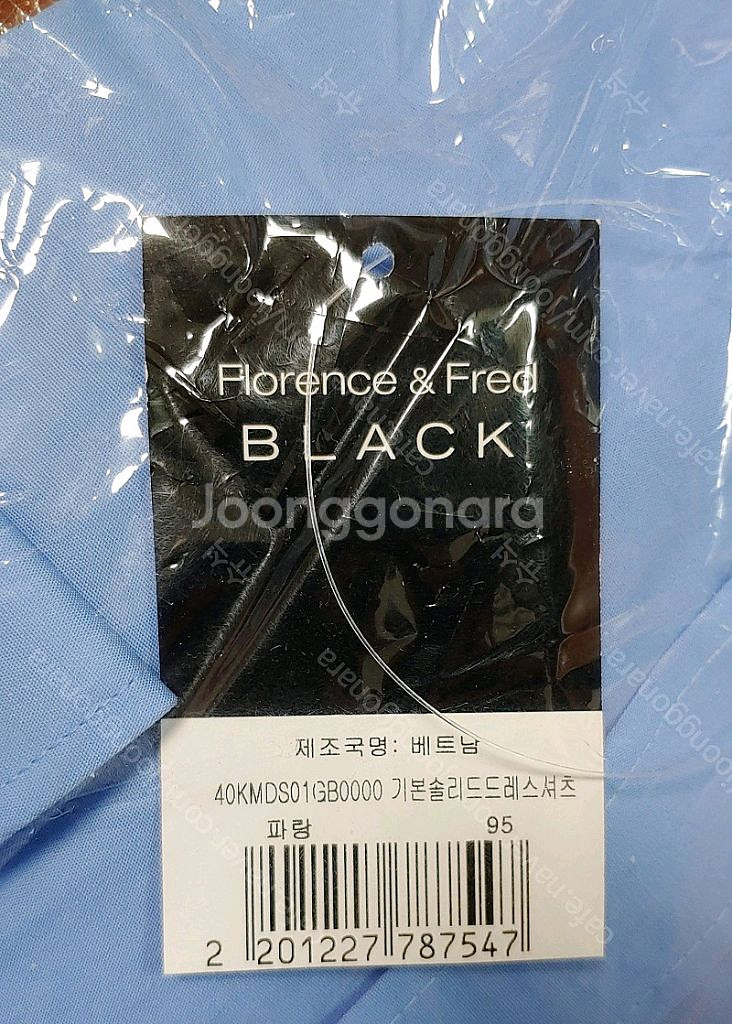 Florence & Fred
BLACK
Joonggonara
제조국명: 베트남
40KMDS01GB0000 기본솔리드드레스셔츠
파랑 95
2 201227 787547